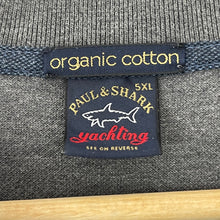 organic cotton
5XL
PAUL & SHARK
yachting
SEE ON REVERSE